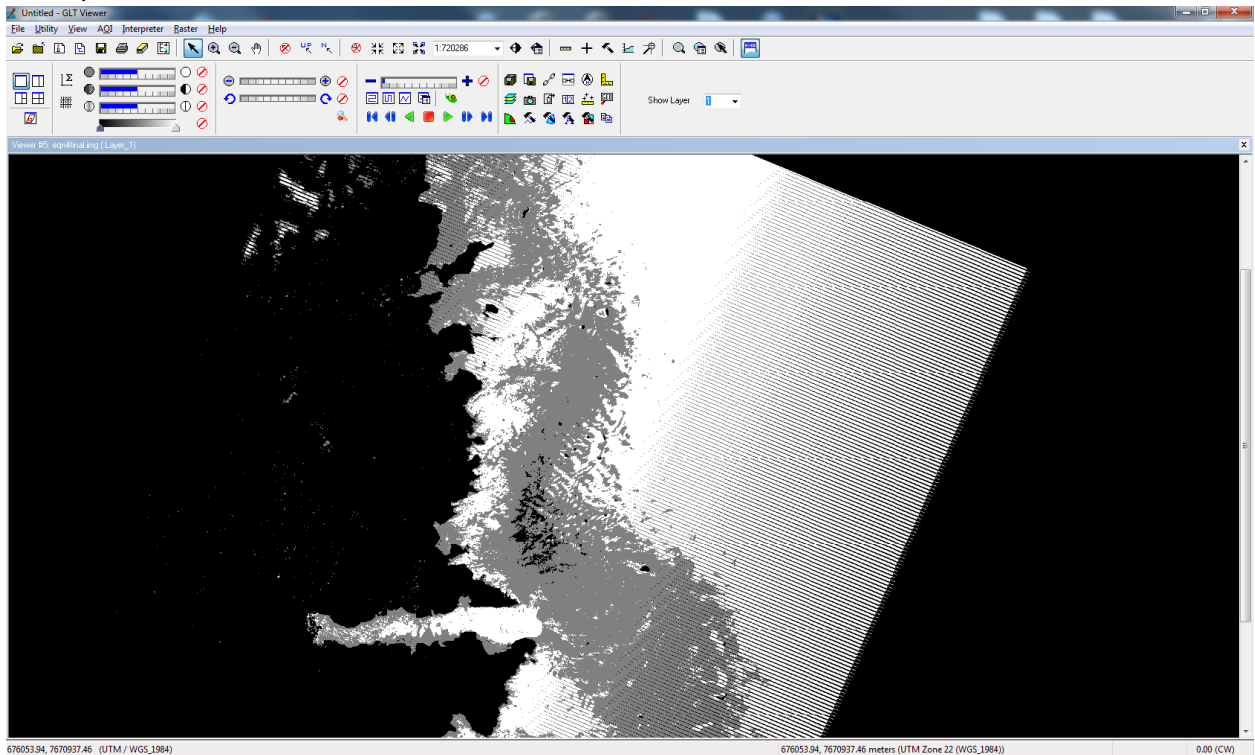 Untitled - GLT Viewer
File Utility View AOI Interpreter Raster Help
1:720286
Show Layer 1
Viewer #5: eqn4final.img (:Layer_1)
676053.94, 7670937.46 (UTM / WGS_1984)
676053.94, 7670937.46 meters (UTM Zone 22 (WGS_1984))
0.00 (CW)